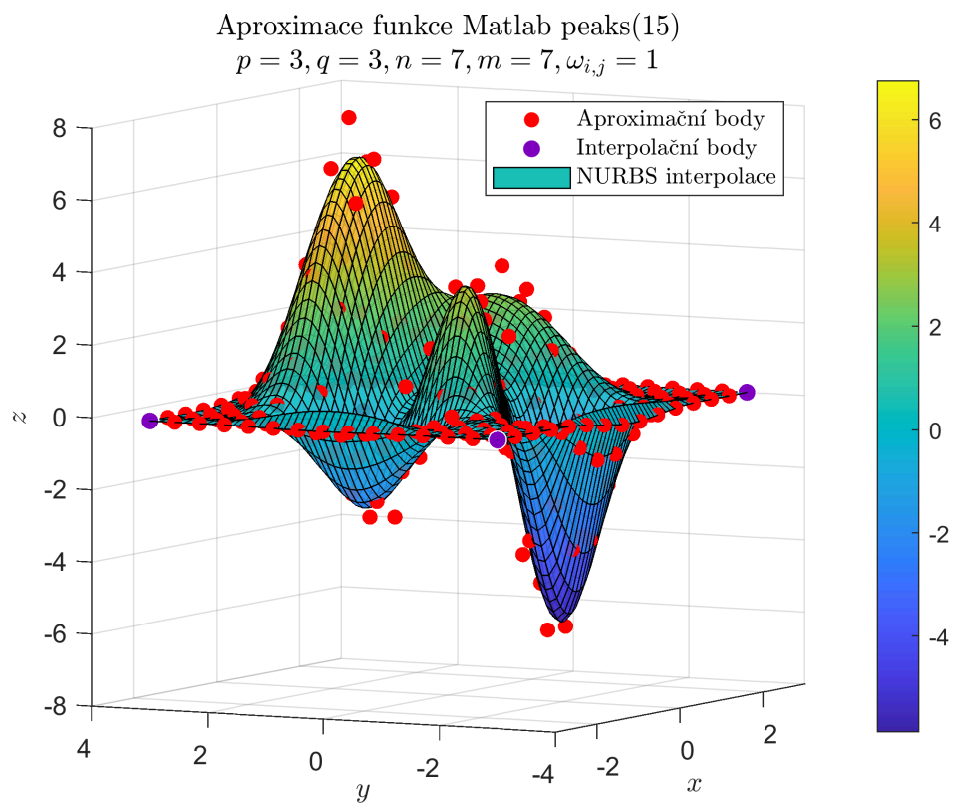 Aproximace funkce Matlab peaks(15)
p = 3, q = 3, n = 7, m = 7, ω_{i,j} = 1
Aproximační body
Interpolační body
NURBS interpolace
8
6
4
2
0
-2
-4
-6
-8
z
4
2
0
-2
-4
y
-2
0
2
x
6
4
2
0
-2
-4